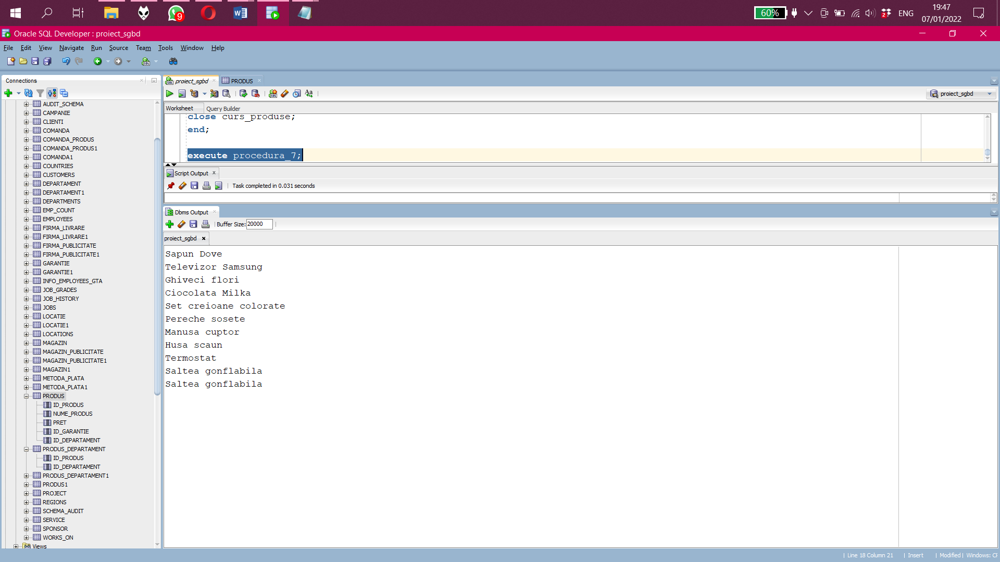 9
60%
2
ENG
19:47
07/01/2022
Oracle SQL Developer : proiect_sgbd
File Edit View Navigate Run Source Team Tools Window Help
Connections
AUDIT_SCHEMA
CAMPANIE
CLIENTI
COMANDA
COMANDA_PRODUS
COMANDA_PRODUS1
COMANDA1
COUNTRIES
CUSTOMERS
DEPARTAMENT
DEPARTAMENT1
DEPARTMENTS
EMP_COUNT
EMPLOYEES
FIRMA_LIVRARE
FIRMA_LIVRARE1
FIRMA_PUBLICITATE
FIRMA_PUBLICITATE1
GARANTIE
GARANTIE1
INFO_EMPLOYEES_GTA
JOB_GRADES
JOB_HISTORY
JOBS
LOCATIE
LOCATIE1
LOCATIONS
MAGAZIN
MAGAZIN_PUBLICITATE
MAGAZIN_PUBLICITATE1
MAGAZIN1
METODA_PLATA
METODA_PLATA1
PRODUS
ID_PRODUS
NUME_PRODUS
PRET
ID_GARANTIE
ID_DEPARTAMENT
PRODUS_DEPARTAMENT
ID_PRODUS
ID_DEPARTAMENT
PRODUS_DEPARTAMENT1
PRODUS1
PROJECT
REGIONS
SCHEMA_AUDIT
SERVICE
SPONSOR
WORKS_ON
Views
proiect_sgbd
PRODUS
proiect_sgbd
Worksheet Query Builder
close curs_produse;
end;
execute procedura_7;
Script Output
Task completed in 0.031 seconds
Dbms Output
Buffer Size: 20000
proiect_sgbd
Sapun Dove
Televizor Samsung
Ghiveci flori
Ciocolata Milka
Set creioane colorate
Pereche sosete
Manusa cuptor
Husa scaun
Termostat
Saltea gonflabila
Saltea gonflabila
Line 18 Column 21 | Insert | Modified | Windows: